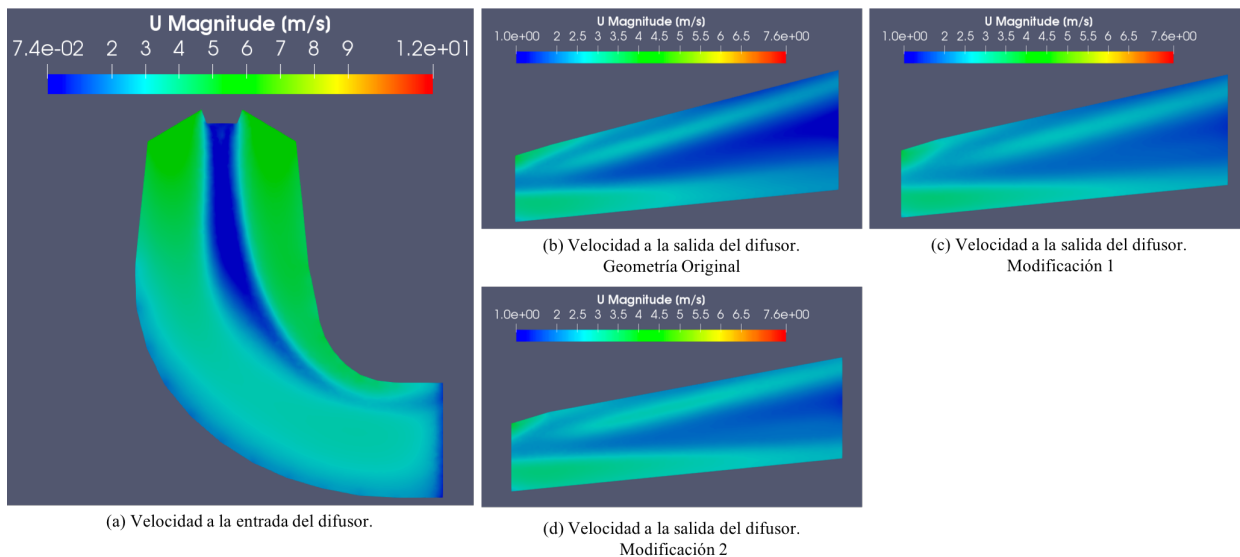 U Magnitude (m/s)
7.4e-02 2 3 4 5 6 7 8 9 1.2e+01
(a) Velocidad a la entrada del difusor.
U Magnitude (m/s)
1.0e+00 2 2.5 3 3.5 4 4.5 5 5.5 6 6.5 7.6e+00
(b) Velocidad a la salida del difusor.
Geometría Original
U Magnitude (m/s)
1.0e+00 2 2.5 3 3.5 4 4.5 5 5.5 6 6.5 7.6e+00
(c) Velocidad a la salida del difusor.
Modificación 1
U Magnitude (m/s)
1.0e+00 2 2.5 3 3.5 4 4.5 5 5.5 6 6.5 7.6e+00
(d) Velocidad a la salida del difusor.
Modificación 2